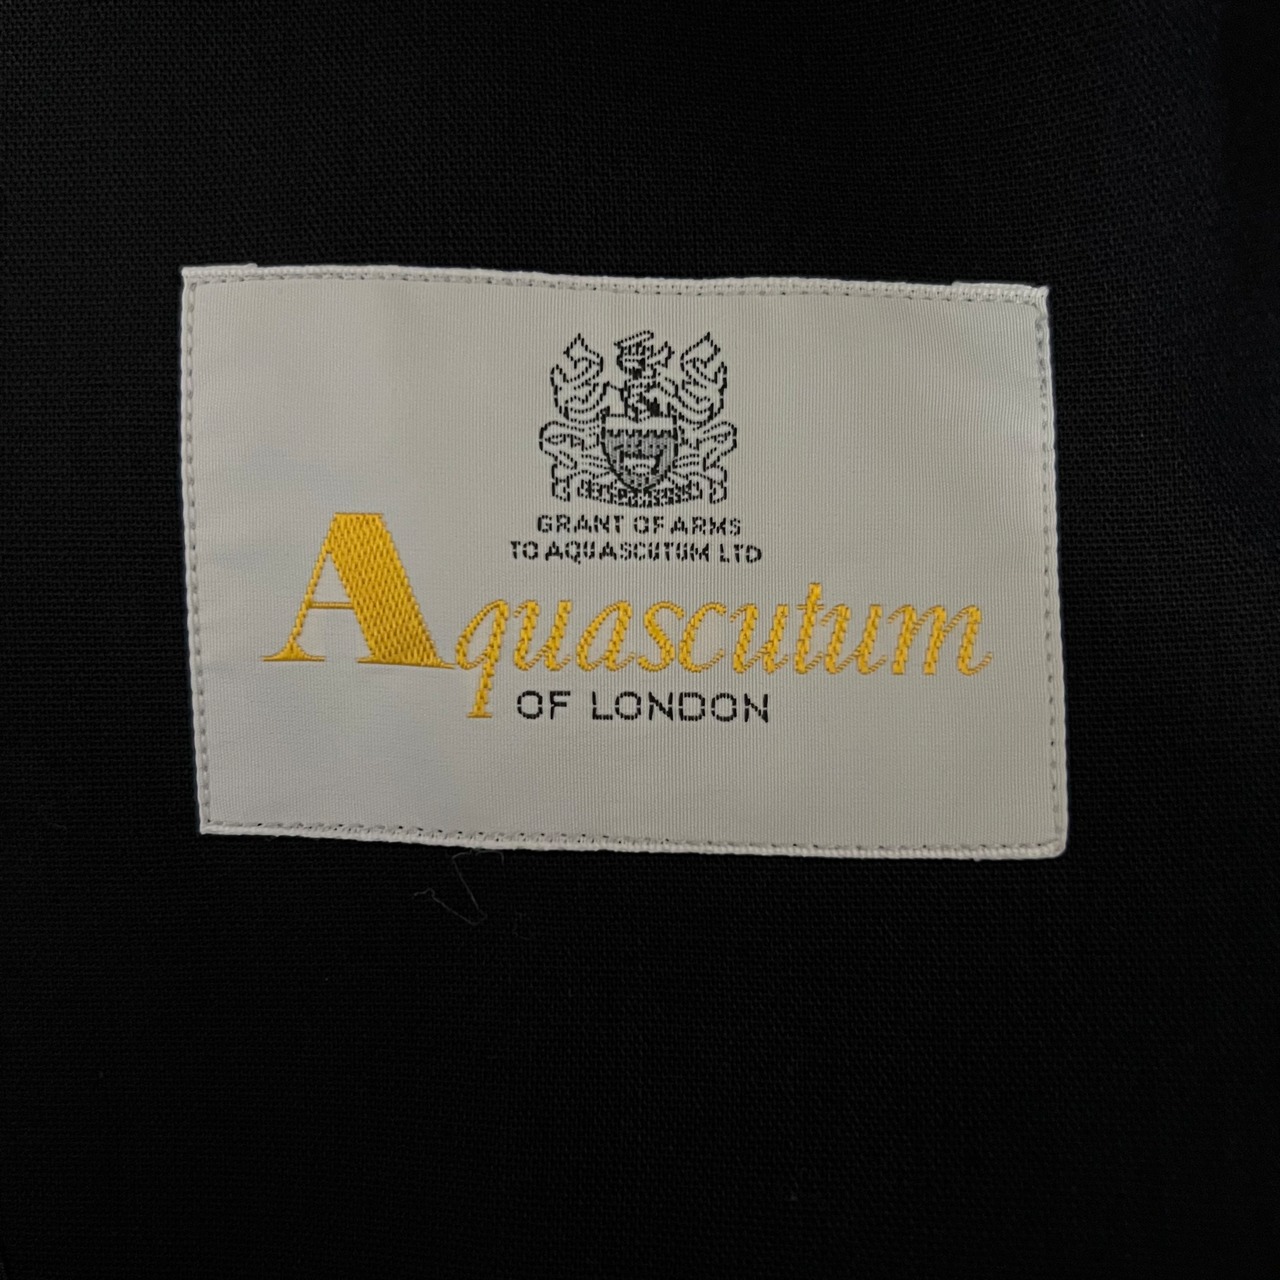 GRANT OF ARMS
TO AQUASCUTUM LTD
Aquascutum
OF LONDON